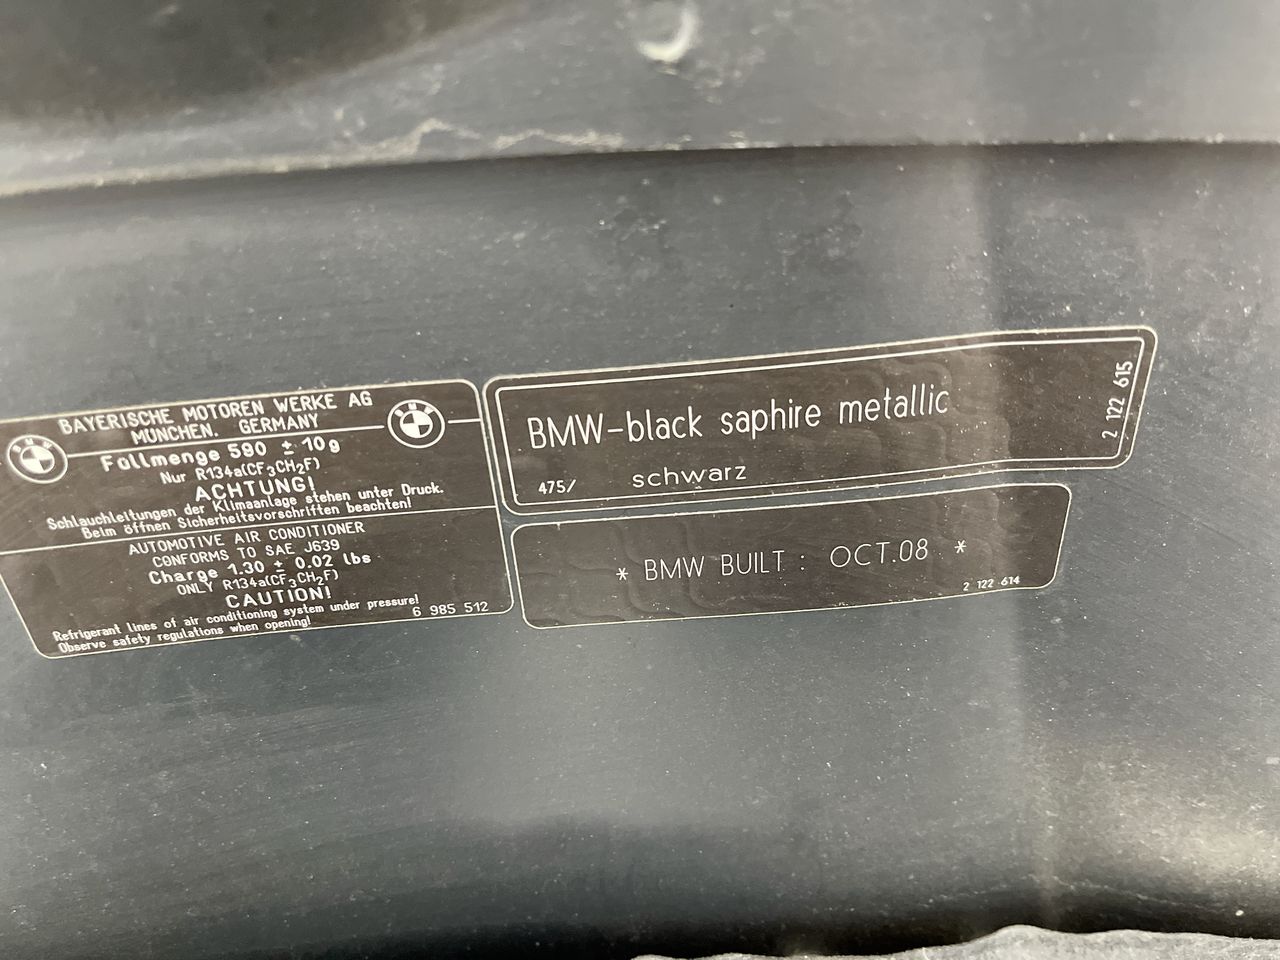 BAYERISCHE MOTOREN WERKE AG
MÜNCHEN. GERMANY
Füllmenge 590 ± 10g
Nur R134a(CF3CH2F)
ACHTUNG!
Schlauchleitungen der Klimaanlage stehen unter Druck.
Beim öffnen Sicherheitsvorschriften beachten!
AUTOMOTIVE AIR CONDITIONER
CONFORMS TO SAE J639
Charge 1.30 ± 0.02 lbs
ONLY R134a(CF3CH2F)
CAUTION!
Refrigerant lines of air conditioning system under pressure!
Observe safety regulations when opening!
6 985 512
BMW-black saphire metallic
475/ schwarz
2 122 615
* BMW BUILT : OCT.08 *
2 122 614